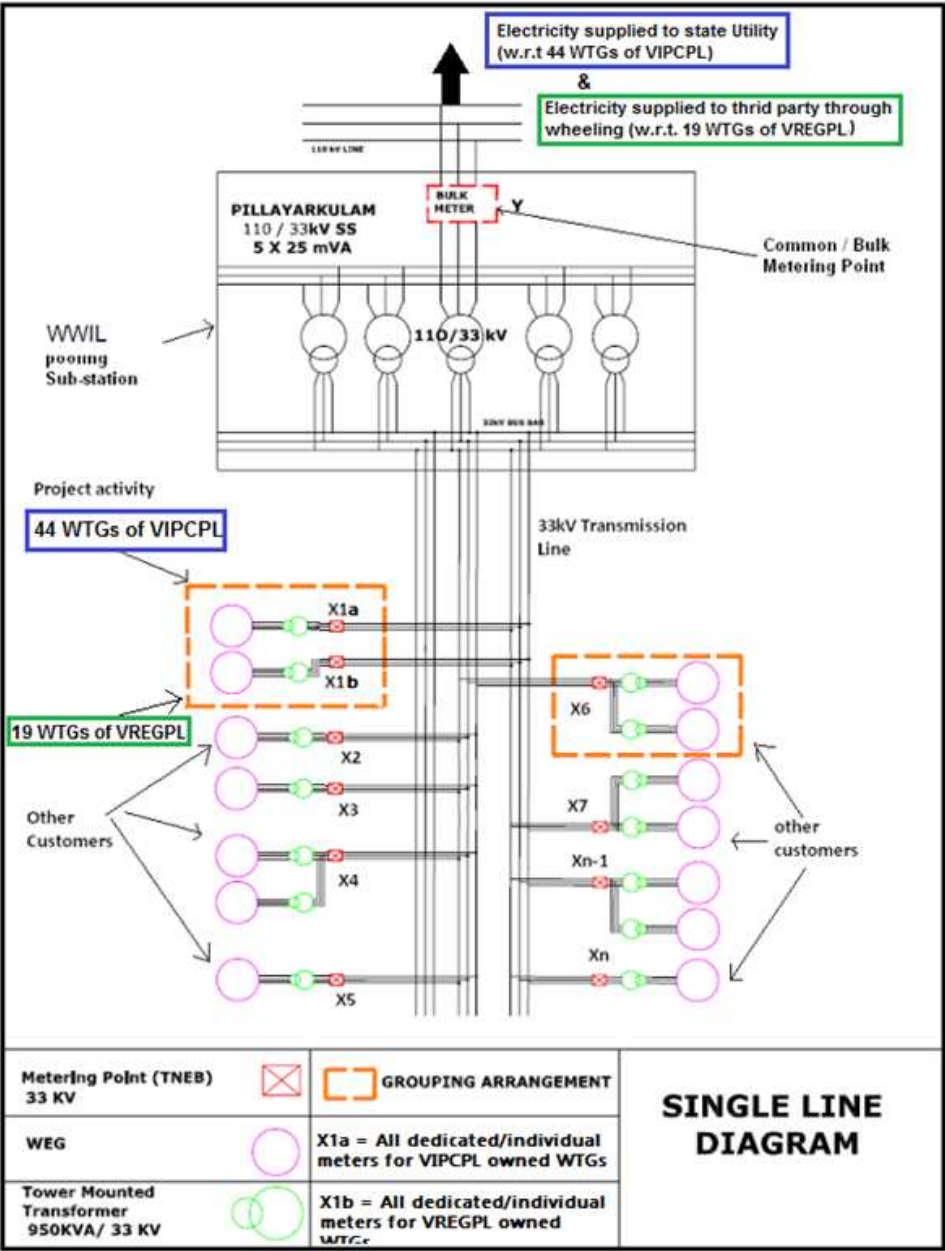 Electricity supplied to state Utility
(w.r.t 44 WTGs of VIPCPL)
&
Electricity supplied to thrid party through
wheeling (w.r.t. 19 WTGs of VREGPL)
110 kV LINE
BULK
METER
Y
PILLAYARKULAM
110 / 33kV SS
5 X 25 mVA
Common / Bulk
Metering Point
WWIL
pooling
Sub-station
110/33 kV
33kV BUS BAR
Project activity
44 WTGs of VIPCPL
33kV Transmission
Line
X1a
X1b
19 WTGs of VREGPL
X6
X2
X3
X7
Other
Customers
other
customers
X4
Xn-1
Xn
X5
Metering Point (TNEB)
33 KV
GROUPING ARRANGEMENT
SINGLE LINE
DIAGRAM
WEG
X1a = All dedicated/individual
meters for VIPCPL owned WTGs
Tower Mounted
Transformer
950KVA/ 33 KV
X1b = All dedicated/individual
meters for VREGPL owned
WTGs